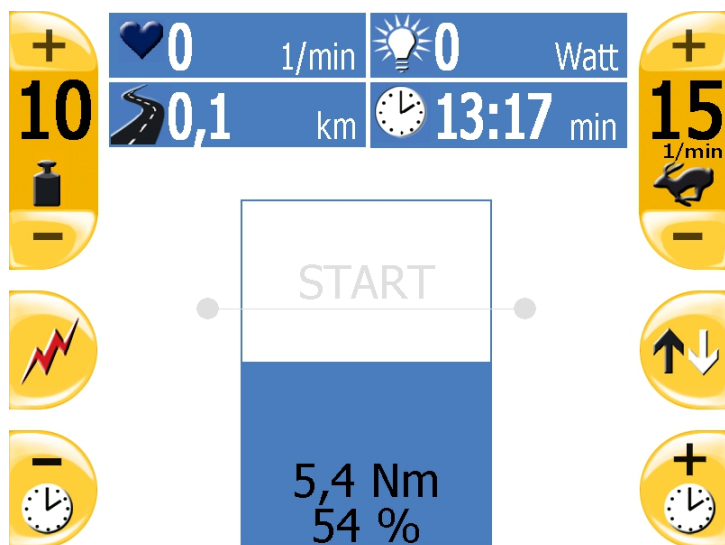 + 0 1/min 0 Watt +
10 0,1 km 13:17 min 15
1/min
− −
START
5,4 Nm
54 %
− +